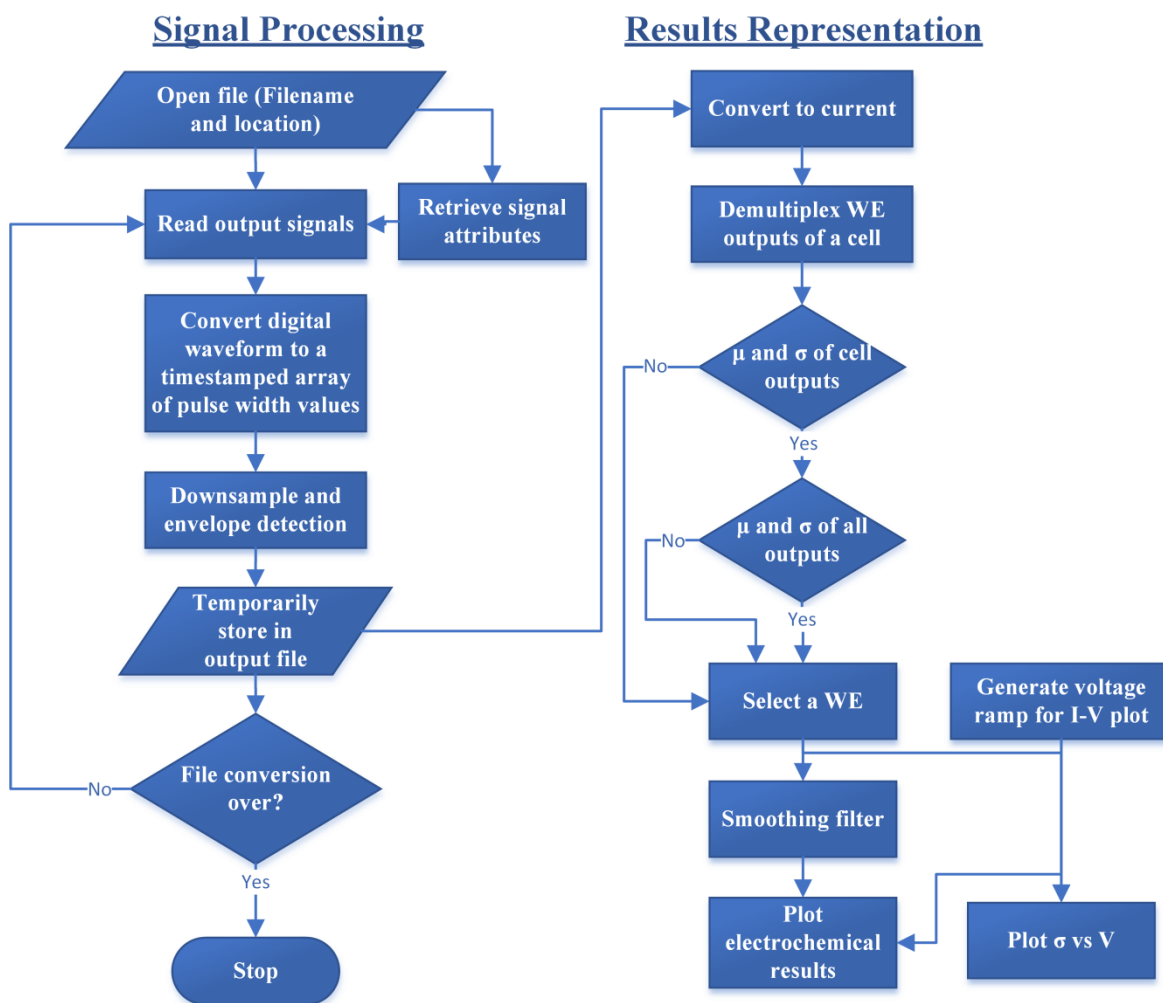 Signal Processing
Open file (Filename
and location)
Read output signals
Retrieve signal
attributes
Convert digital
waveform to a
timestamped array
of pulse width values
Downsample and
envelope detection
Temporarily
store in
output file
File conversion
over?
No
Yes
Stop
Results Representation
Convert to current
Demultiplex WE
outputs of a cell
μ and σ of cell
outputs
No
Yes
μ and σ of all
outputs
No
Yes
Select a WE
Generate voltage
ramp for I-V plot
Smoothing filter
Plot
electrochemical
results
Plot σ vs V